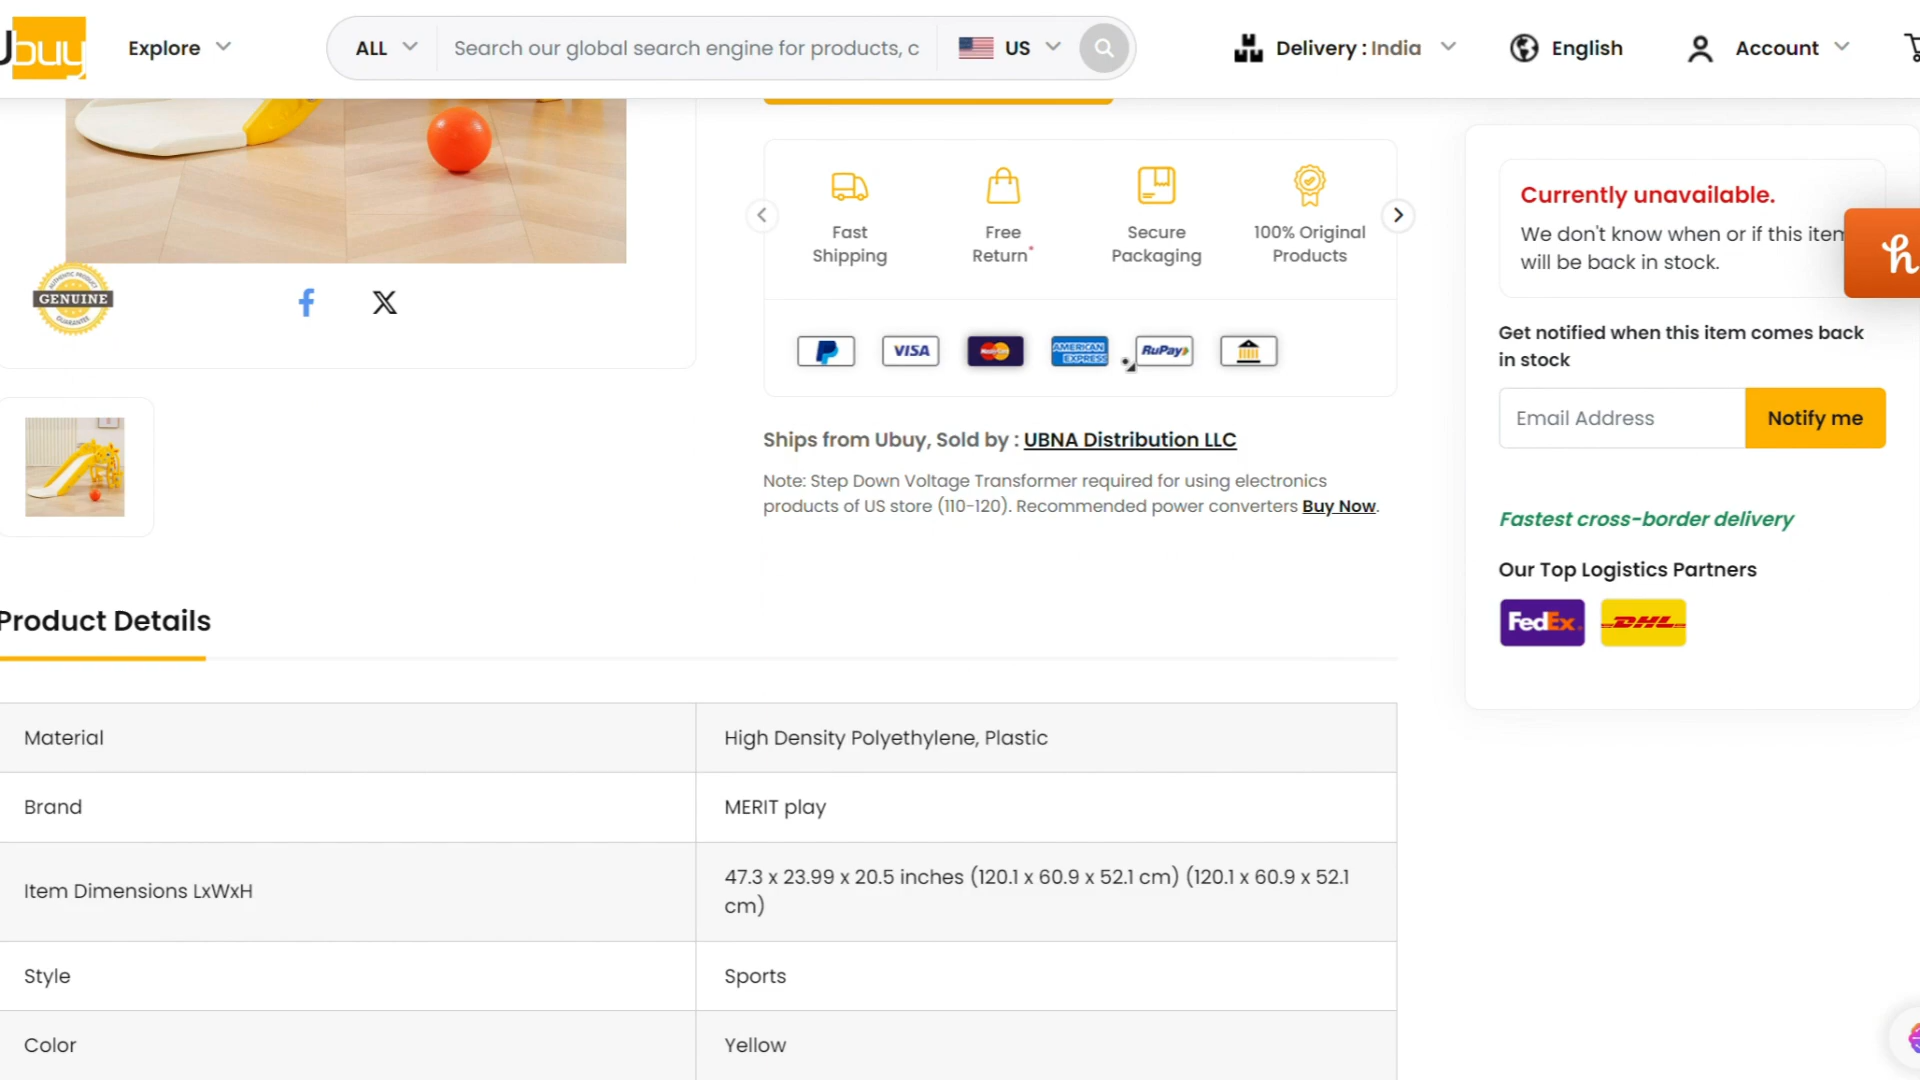 Ubuy
Explore
ALL
Search our global search engine for products, c
US
Delivery : India
English
Account
Fast
Shipping
Free
Return*
Secure
Packaging
100% Original
Products
AUTHENTIC PRODUCT
GENUINE
GUARANTEE
VISA
MasterCard
AMERICAN
EXPRESS
RuPay
Ships from Ubuy, Sold by : UBNA Distribution LLC
Note: Step Down Voltage Transformer required for using electronics
products of US store (110-120). Recommended power converters Buy Now.
Currently unavailable.
We don't know when or if this item
will be back in stock.
Get notified when this item comes back
in stock
Email Address
Notify me
Fastest cross-border delivery
Our Top Logistics Partners
FedEx
DHL
Product Details
Material
High Density Polyethylene, Plastic
Brand
MERIT play
Item Dimensions LxWxH
47.3 x 23.99 x 20.5 inches (120.1 x 60.9 x 52.1 cm) (120.1 x 60.9 x 52.1
cm)
Style
Sports
Color
Yellow